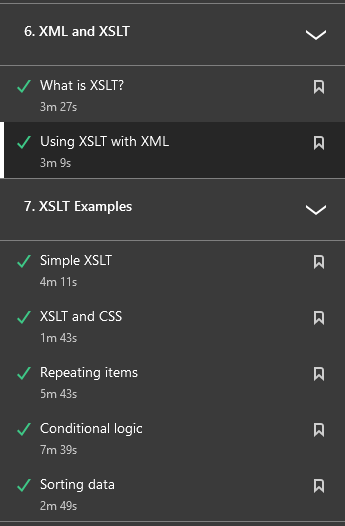 6. XML and XSLT
What is XSLT?
3m 27s
Using XSLT with XML
3m 9s
7. XSLT Examples
Simple XSLT
4m 11s
XSLT and CSS
1m 43s
Repeating items
5m 43s
Conditional logic
7m 39s
Sorting data
2m 49s